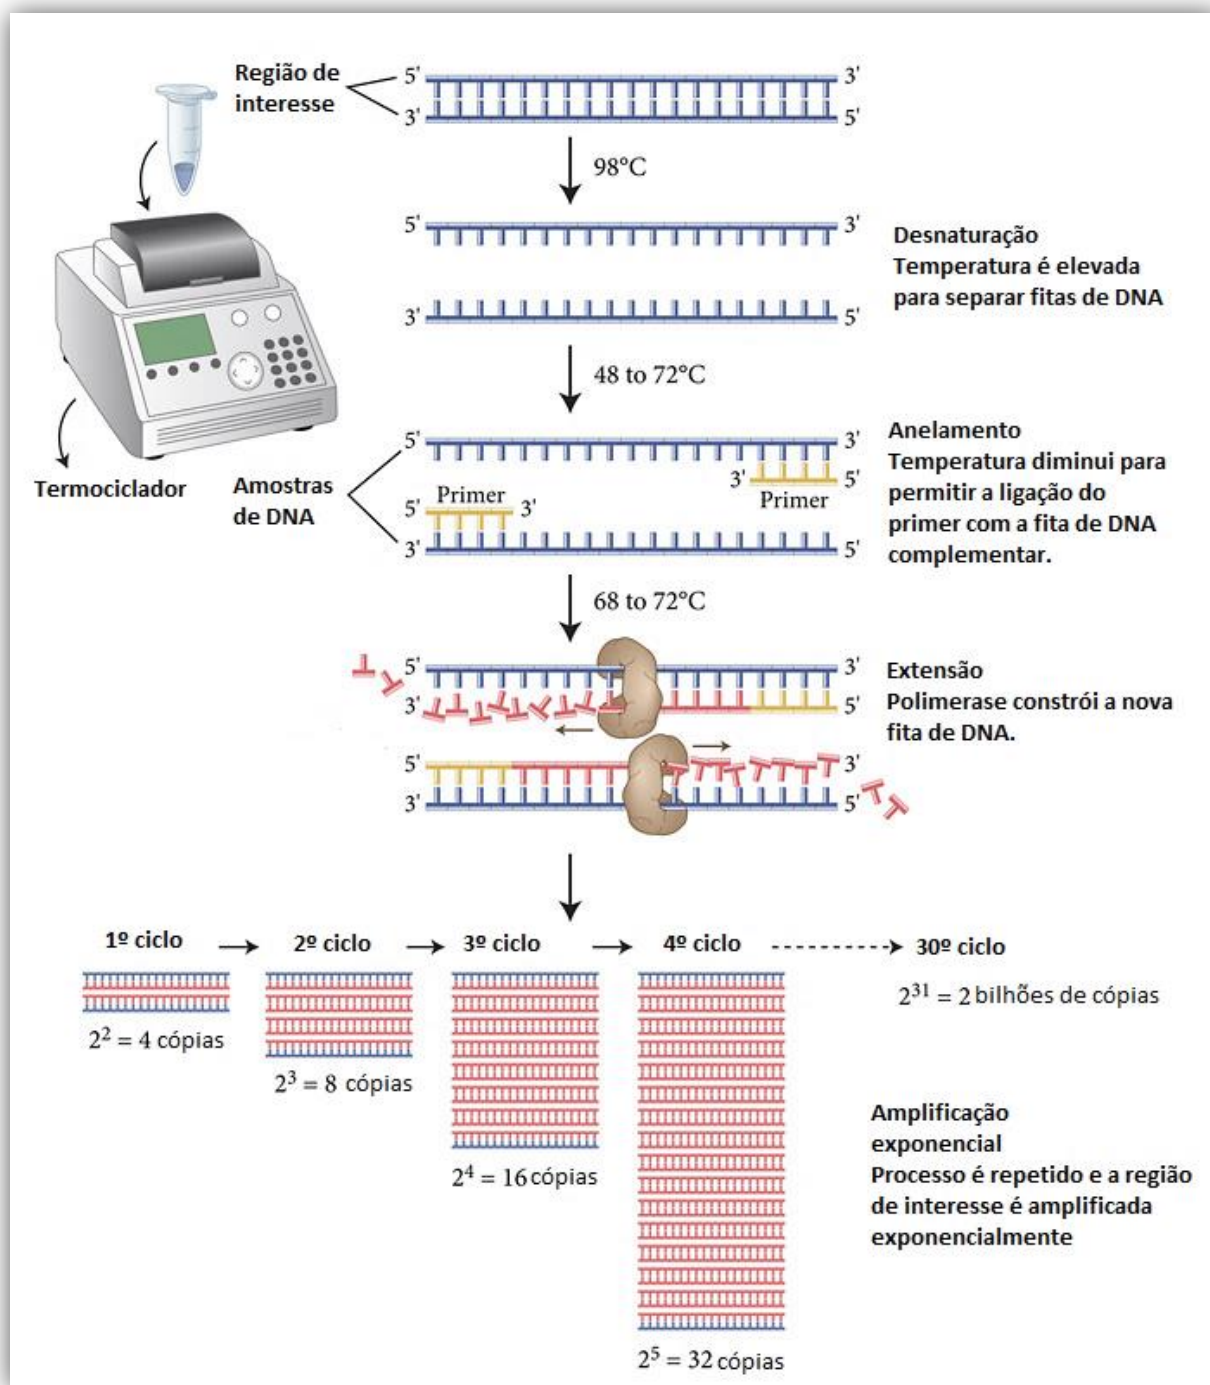 Região de
interesse
5'
3'
3'
5'
98°C
5'
3'
3'
5'
Desnaturação
Temperatura é elevada
para separar fitas de DNA
48 to 72°C
Termociclador
Amostras
de DNA
5'
3'
3'
5'
Primer
Primer
5'
3'
3'
5'
Anelamento
Temperatura diminui para
permitir a ligação do
primer com a fita de DNA
complementar.
68 to 72°C
5'
3'
3'
5'
5'
3'
3'
5'
Extensão
Polimerase constrói a nova
fita de DNA.
1º ciclo
2º ciclo
3º ciclo
4º ciclo
30º ciclo
2² = 4 cópias
2³ = 8 cópias
2⁴ = 16 cópias
2⁵ = 32 cópias
2³¹ = 2 bilhões de cópias
Amplificação
exponencial
Processo é repetido e a região
de interesse é amplificada
exponencialmente